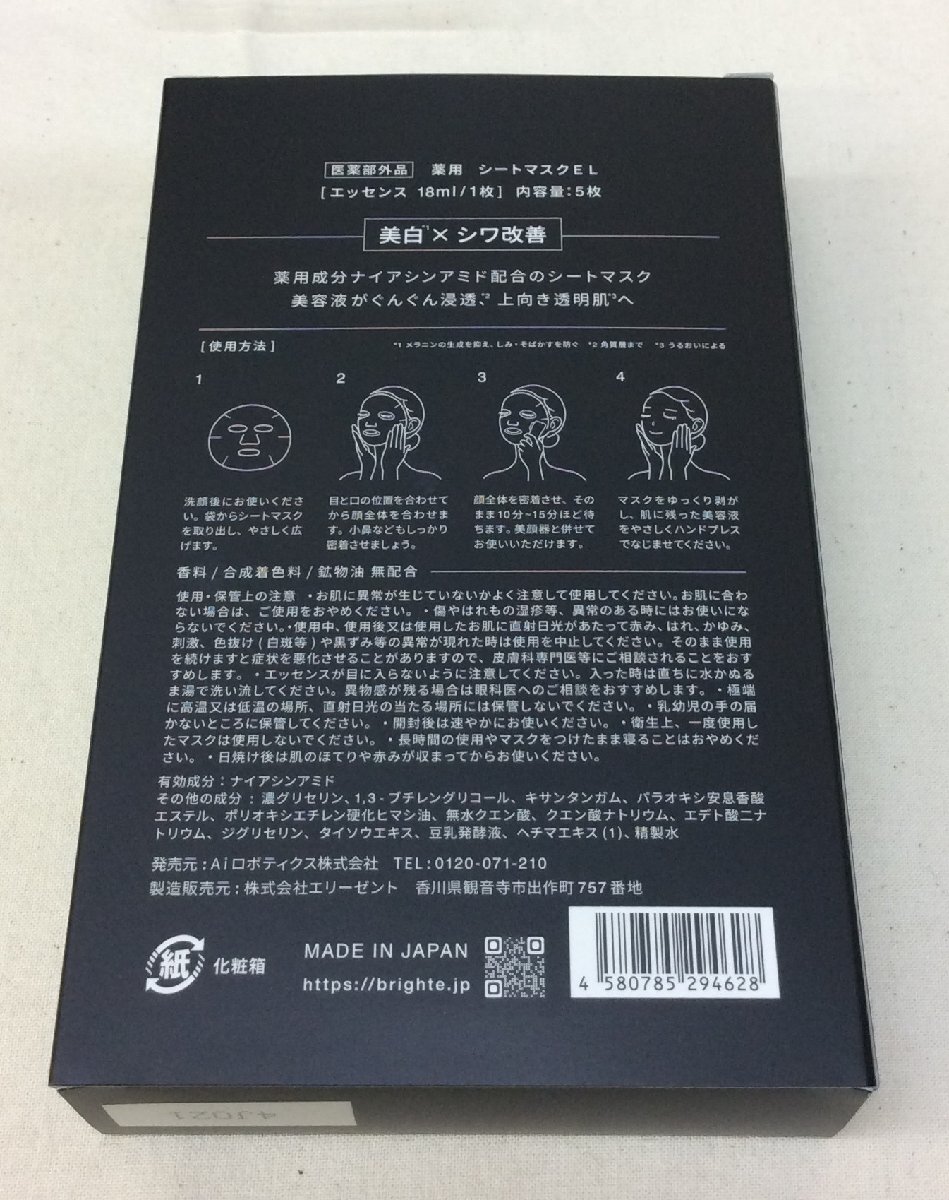 医薬部外品 薬用 シートマスクEL
[エッセンス 18ml/1枚] 内容量:5枚
美白*1×シワ改善
薬用成分ナイアシンアミド配合のシートマスク
美容液がぐんぐん浸透、*2 上向き透明肌*3へ
[使用方法]
*1 メラニンの生成を抑え、しみ・そばかすを防ぐ *2 角質層まで *3 うるおいによる
1
洗顔後にお使いくださ
い。袋からシートマスク
を取り出し、やさしく広
げます。
2
目と口の位置を合わせて
から顔全体を合わせま
す。小鼻などもしっかり
密着させましょう。
3
顔全体を密着させ、その
まま10分~15分ほど待
ちます。美顔器と併せて
お使いいただけます。
4
マスクをゆっくり剥が
し、肌に残った美容液
をやさしくハンドプレス
でなじませてください。
香料/合成着色料/鉱物油 無配合
使用・保管上の注意 ・お肌に異常が生じていないかよく注意して使用してください。お肌に合わ
ない場合は、ご使用をおやめください。・傷やはれもの湿疹等、異常のある時にはお使いにな
らないでください。・使用中、使用後又は使用したお肌に直射日光があたって赤み、はれ、かゆみ、
刺激、色抜け(白斑等)や黒ずみ等の異常が現れた時は使用を中止してください。そのまま使用
を続けますと症状を悪化させることがありますので、皮膚科専門医等にご相談されることをおす
すめします。・エッセンスが目に入らないように注意してください。入った時は直ちに水かぬる
ま湯で洗い流してください。異物感が残る場合は眼科医へのご相談をおすすめします。・極端
に高温又は低温の場所、直射日光の当たる場所には保管しないでください。・乳幼児の手の届
かないところに保管してください。・開封後は速やかにお使いください。・衛生上、一度使用し
たマスクは使用しないでください。・長時間の使用やマスクをつけたまま寝ることはおやめくだ
さい。・日焼け後は肌のほてりや赤みが収まってからお使いください。
有効成分：ナイアシンアミド
その他の成分：濃グリセリン、1,3-ブチレングリコール、キサンタンガム、パラオキシ安息香酸
エステル、ポリオキシエチレン硬化ヒマシ油、無水クエン酸、クエン酸ナトリウム、エデト酸二ナ
トリウム、ジグリセリン、タイソウエキス、豆乳発酵液、ヘチマエキス(1)、精製水
発売元：Aiロボティクス株式会社 TEL:0120-071-210
製造販売元：株式会社エリーゼント 香川県観音寺市出作町757番地
紙 化粧箱
MADE IN JAPAN
https://brighte.jp
4 580785 294628
4J021